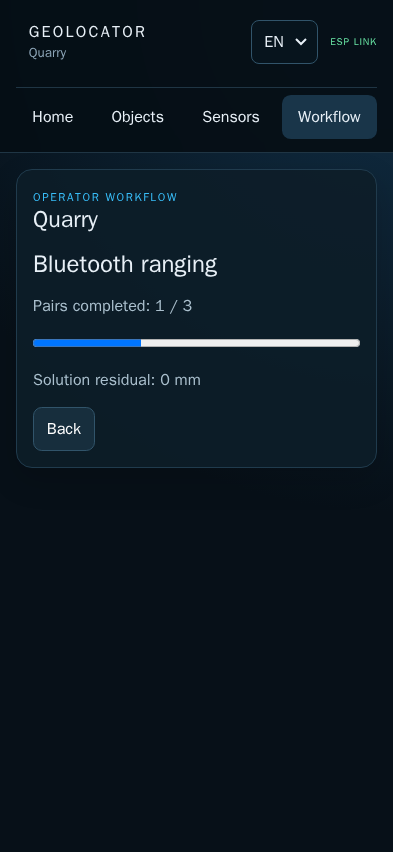 GEOLOCATOR
Quarry
EN
ESP LINK
Home Objects Sensors Workflow
OPERATOR WORKFLOW
Quarry
Bluetooth ranging
Pairs completed: 1 / 3
Solution residual: 0 mm
Back